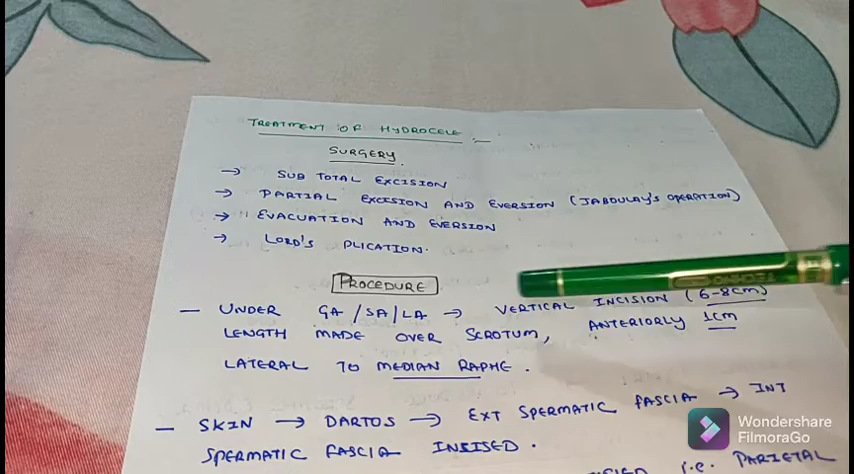 TREATMENT OF HYDROCELE :-
SURGERY.
→ SUB TOTAL EXCISION
→ PARTIAL EXCISION AND EVERSION (JABOULAY'S OPERATION)
→ EVACUATION AND EVERSION
→ LORD'S PLICATION.
PROCEDURE
— UNDER GA/SA/LA → VERTICAL INCISION (6-8cm)
LENGTH MADE OVER SCROTUM, ANTERIORLY 1cm
LATERAL TO MEDIAN RAPHE.
— SKIN → DARTOS → EXT SPERMATIC FASCIA → INT
SPERMATIC FASCIA INCISED.
i.e. PARIETAL
Wondershare
FilmoraGo